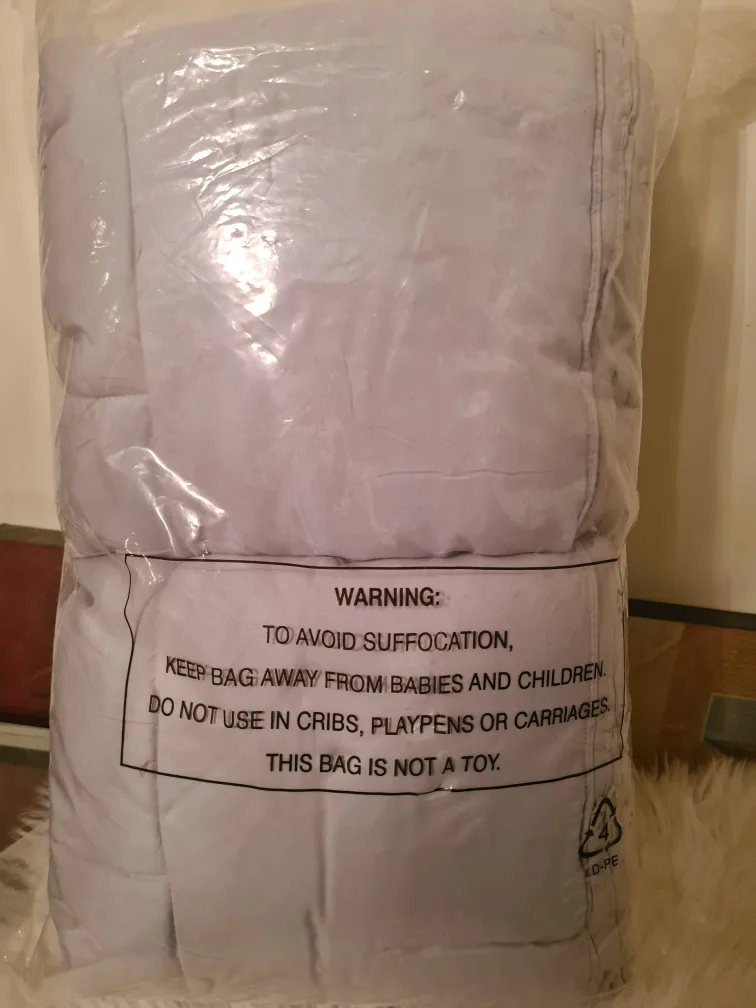 WARNING:
TO AVOID SUFFOCATION,
KEEP BAG AWAY FROM BABIES AND CHILDREN.
DO NOT USE IN CRIBS, PLAYPENS OR CARRIAGES.
THIS BAG IS NOT A TOY.
4
LD-PE